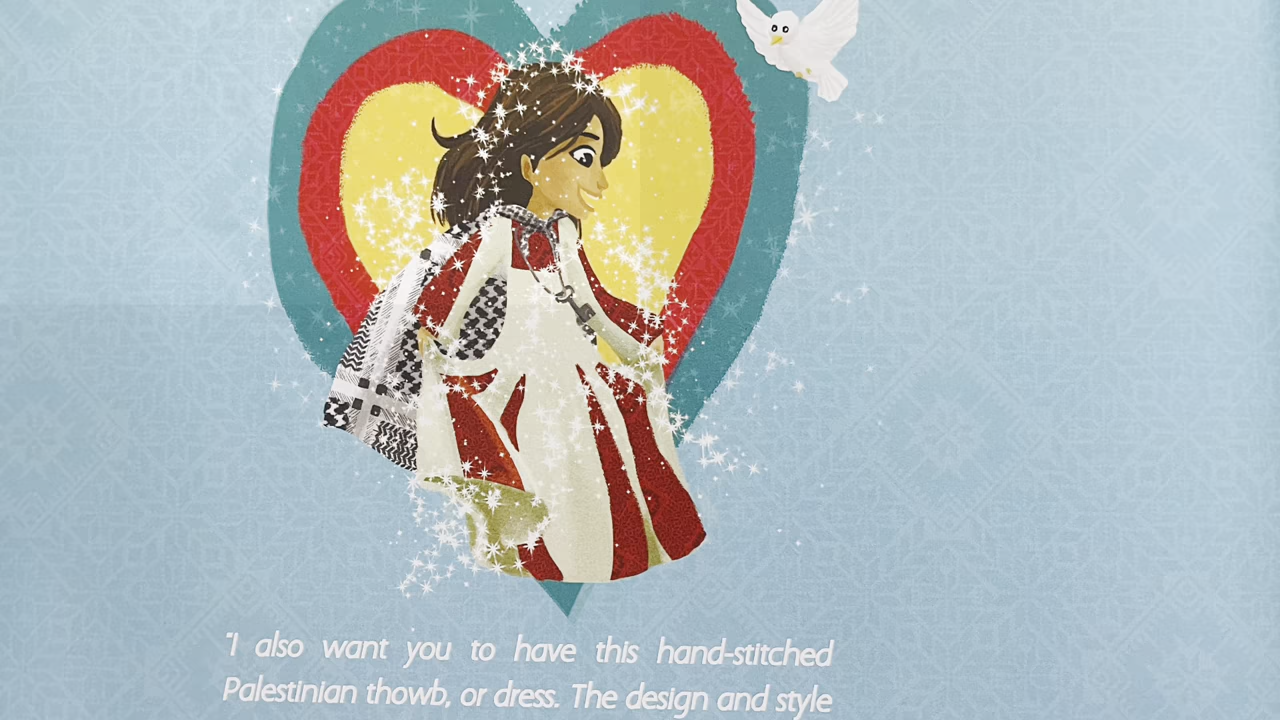 "I also want you to have this hand-stitched
Palestinian thowb, or dress. The design and style